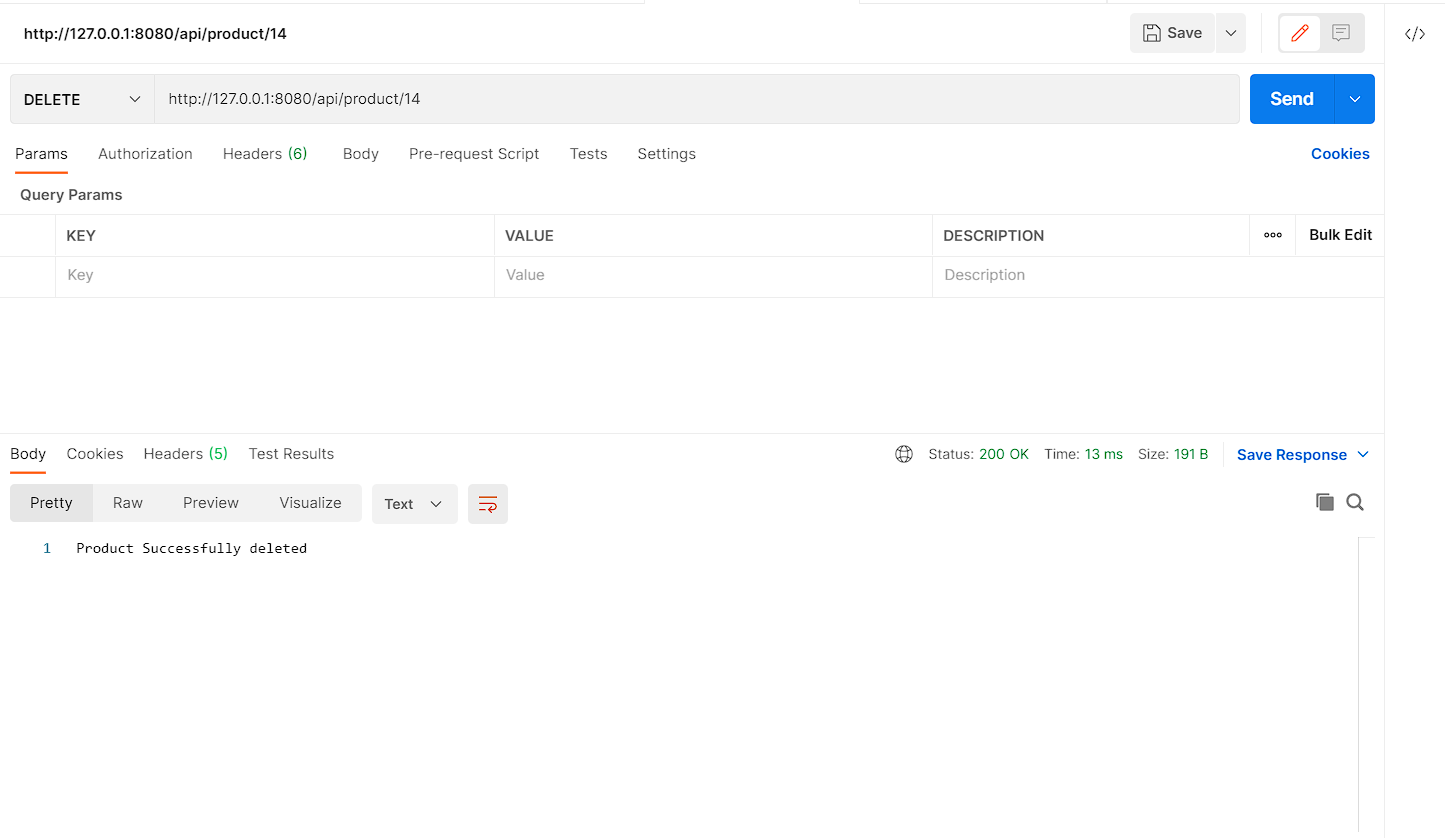 http://127.0.0.1:8080/api/product/14 Save
DELETE http://127.0.0.1:8080/api/product/14 Send
Params Authorization Headers (6) Body Pre-request Script Tests Settings Cookies
Query Params
KEY VALUE DESCRIPTION Bulk Edit
Key Value Description
Body Cookies Headers (5) Test Results Status: 200 OK Time: 13 ms Size: 191 B Save Response
Pretty Raw Preview Visualize Text
1 Product Successfully deleted